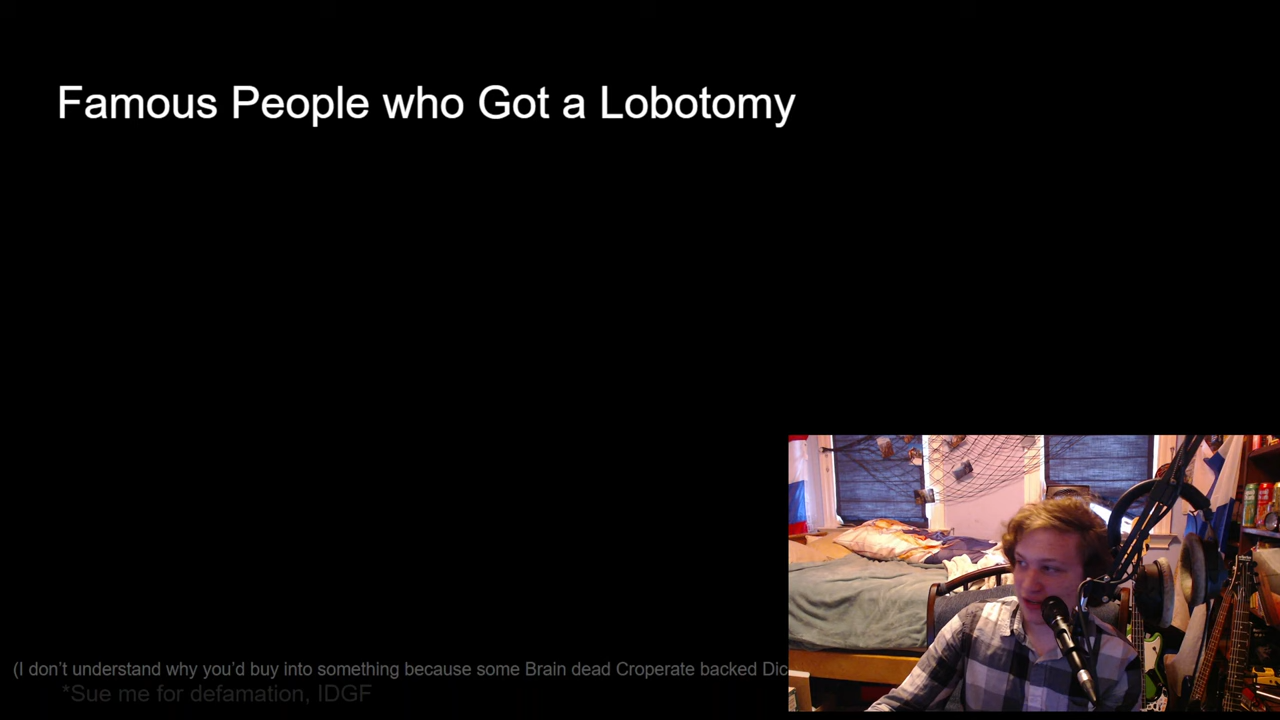 Famous People who Got a Lobotomy
(I don't understand why you'd buy into something because some Brain dead Croperate backed Dic
*Sue me for defamation, IDGF